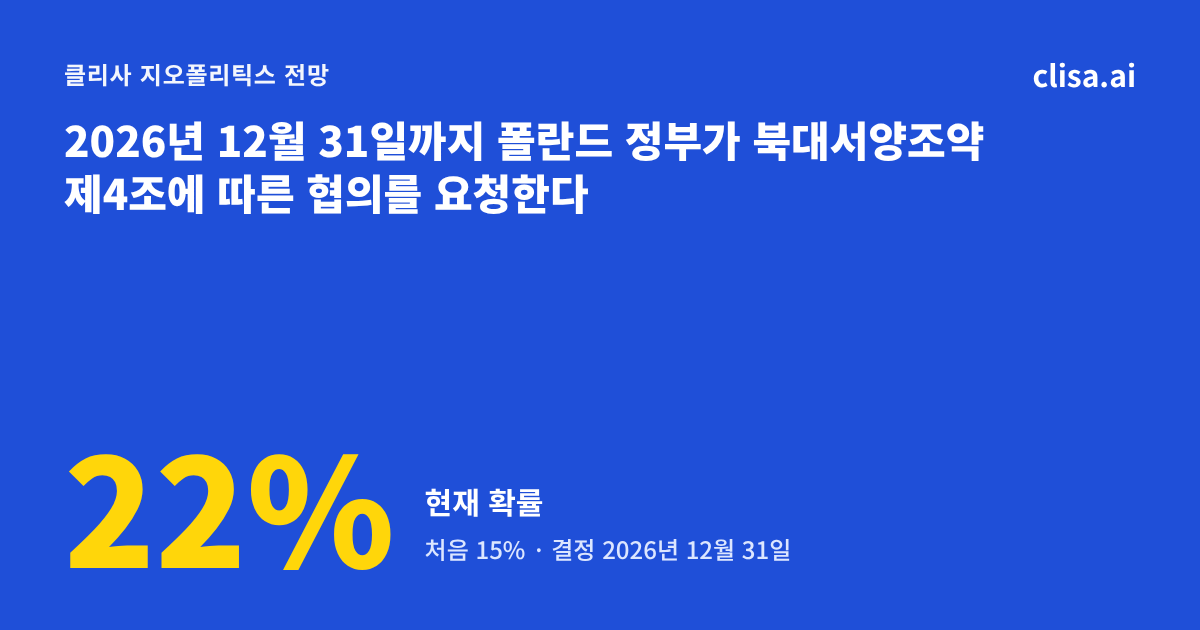 클리사 지오폴리틱스 전망
clisa.ai
2026년 12월 31일까지 폴란드 정부가 북대서양조약
제4조에 따른 협의를 요청한다
22%
현재 확률
처음 15% · 결정 2026년 12월 31일